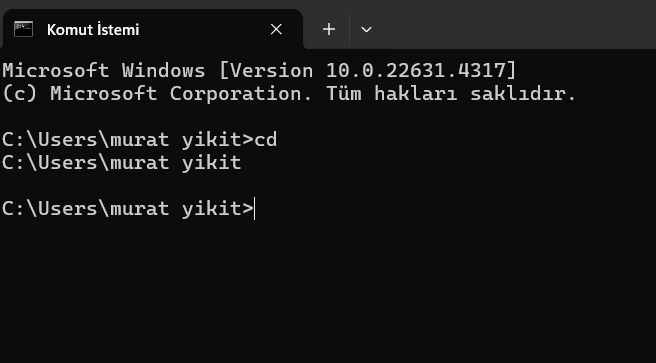 Komut İstemi
Microsoft Windows [Version 10.0.22631.4317]
(c) Microsoft Corporation. Tüm hakları saklıdır.
C:\Users\murat yikit>cd
C:\Users\murat yikit
C:\Users\murat yikit>